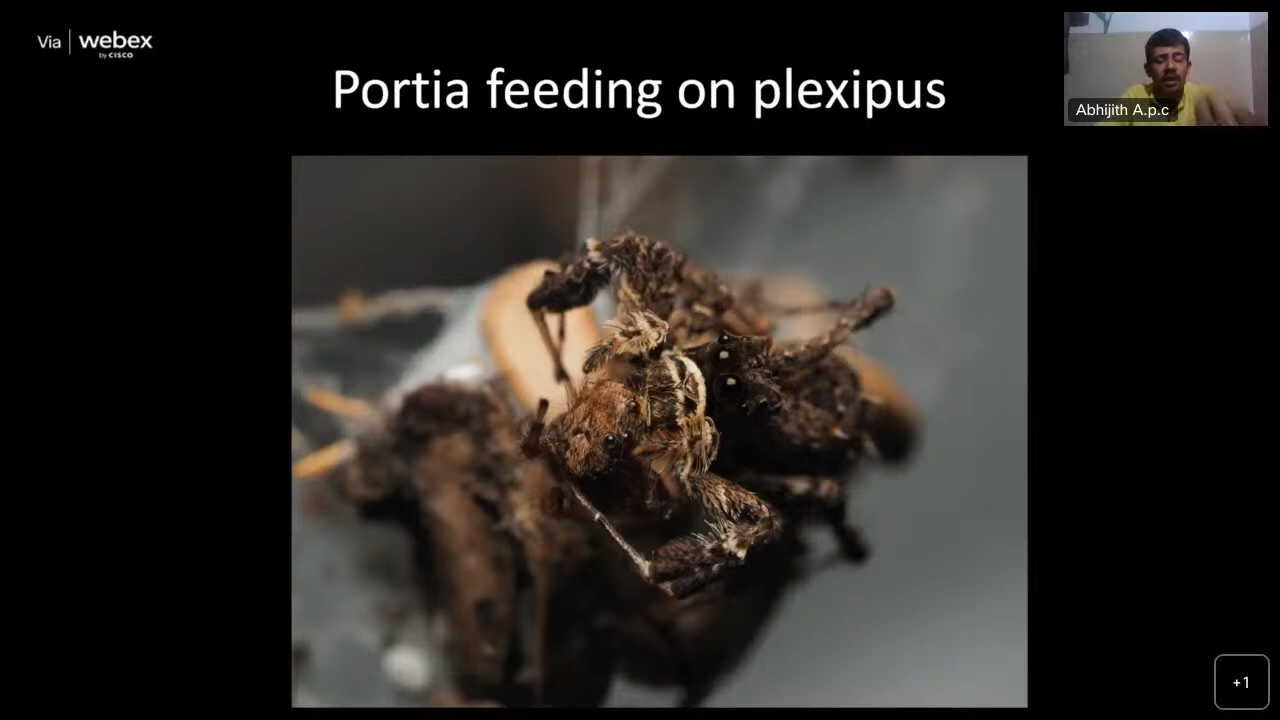 Via | webex
by CISCO
Portia feeding on plexipus
Abhijith A.p.c
+1